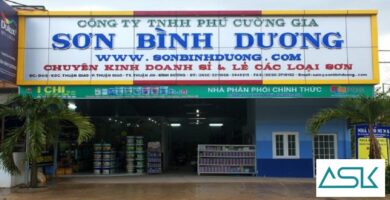 CÔNG TY TNHH PHÚ CƯỜNG GIA
SƠN BÌNH DƯƠNG
WWW.SONBINHDUONG.COM
CHUYÊN KINH DOANH SỈ & LẺ CÁC LOẠI SƠN
NHÀ PHÂN PHỐI CHÍNH THỨC
ASK